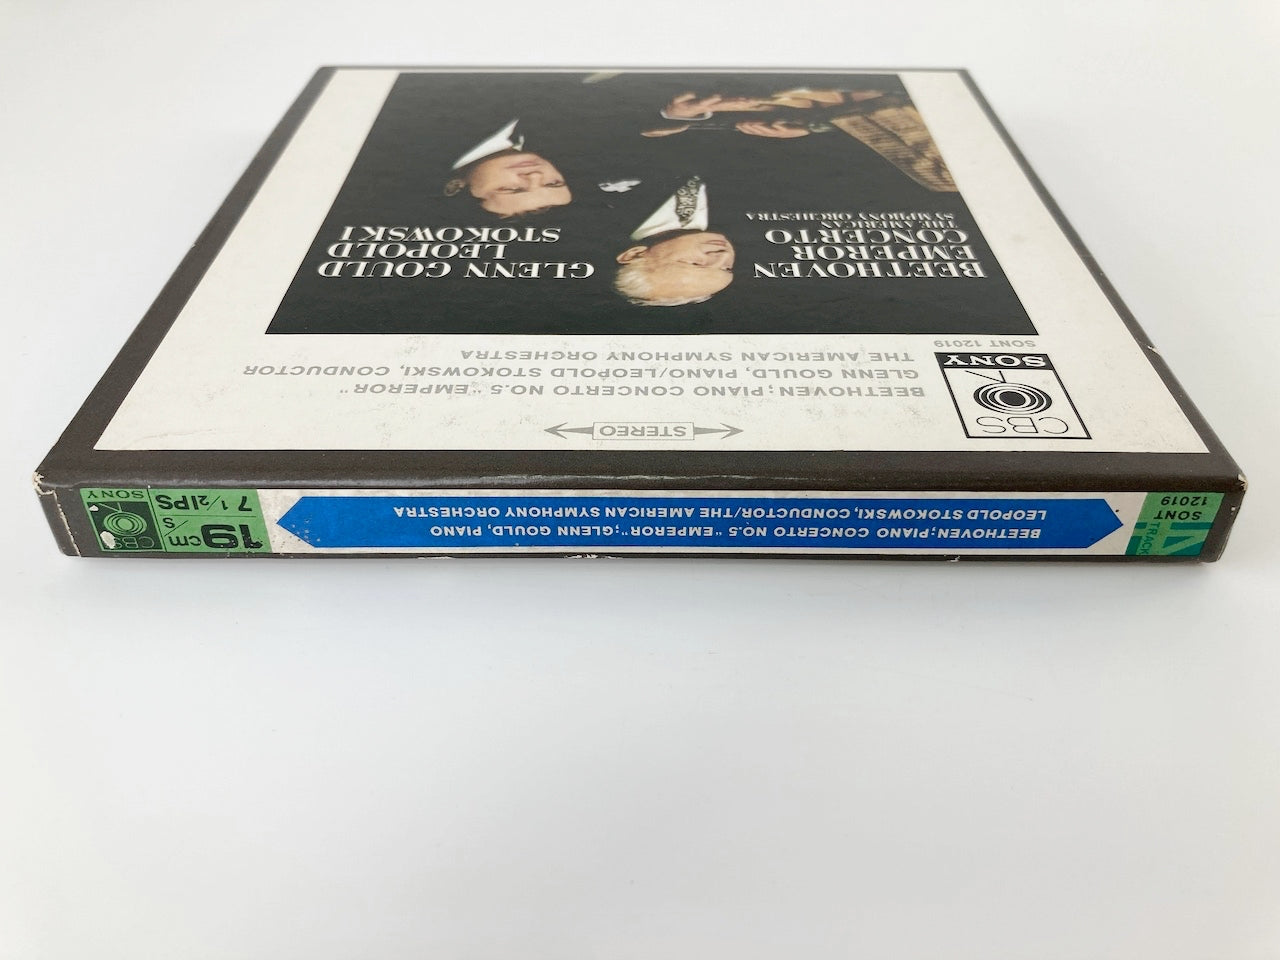 CBS
SONY
SONT 12019
STEREO
BEETHOVEN; PIANO CONCERTO NO.5 "EMPEROR"
GLENN GOULD, PIANO/LEOPOLD STOKOWSKI, CONDUCTOR
THE AMERICAN SYMPHONY ORCHESTRA
BEETHOVEN
EMPEROR
CONCERTO
THE AMERICAN
SYMPHONY ORCHESTRA
GLENN GOULD
LEOPOLD
STOKOWSKI
4
TRACK
SONT
12019
BEETHOVEN; PIANO CONCERTO NO.5 "EMPEROR"; GLENN GOULD, PIANO
LEOPOLD STOKOWSKI, CONDUCTOR/THE AMERICAN SYMPHONY ORCHESTRA
19 cm/s
7 1/2 IPS
CBS
SONY